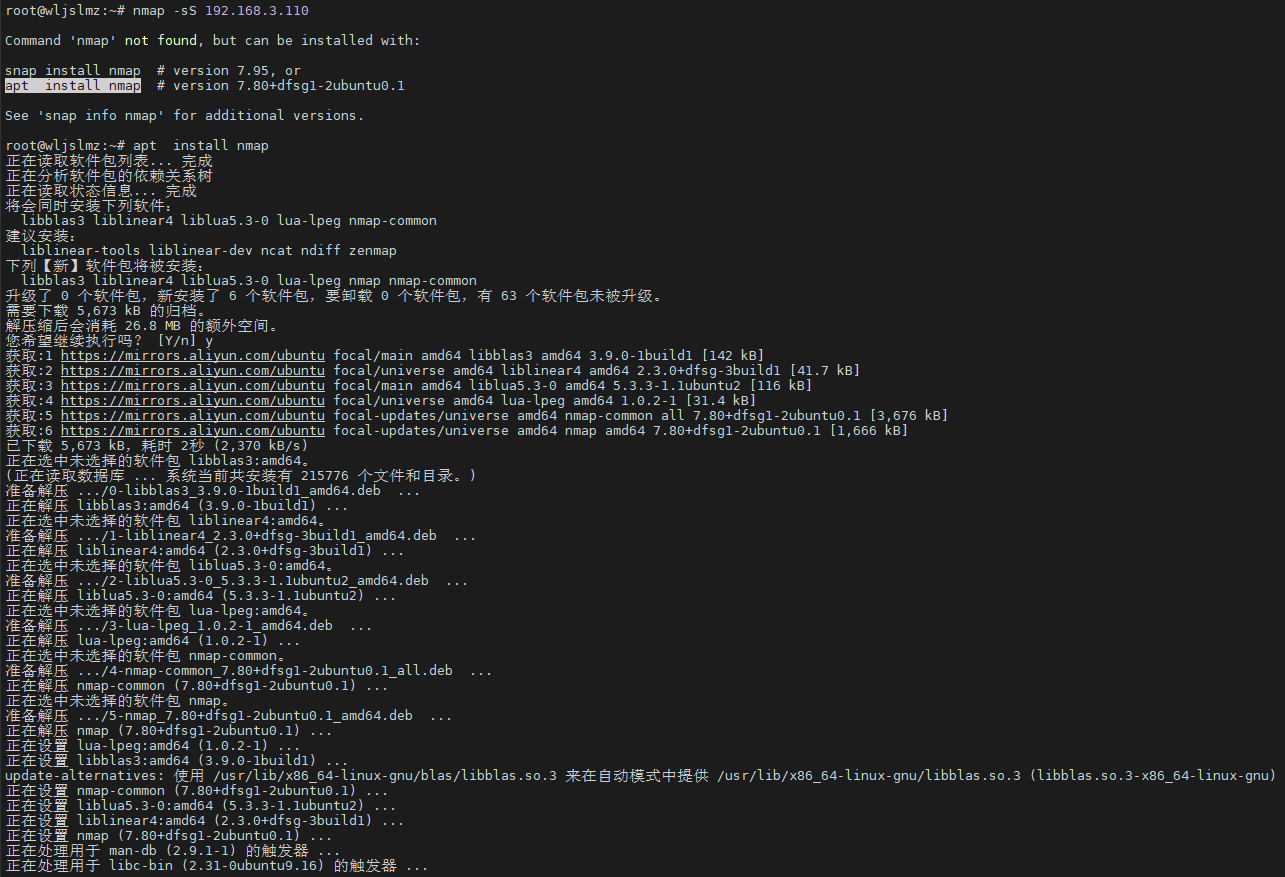 root@wljslmz:~# nmap -sS 192.168.3.110
Command 'nmap' not found, but can be installed with:
snap install nmap  # version 7.95, or
apt  install nmap  # version 7.80+dfsg1-2ubuntu0.1
See 'snap info nmap' for additional versions.
root@wljslmz:~# apt  install nmap
正在读取软件包列表... 完成
正在分析软件包的依赖关系树
正在读取状态信息... 完成
将会同时安装下列软件：
  libblas3 liblinear4 liblua5.3-0 lua-lpeg nmap-common
建议安装：
  liblinear-tools liblinear-dev ncat ndiff zenmap
下列【新】软件包将被安装：
  libblas3 liblinear4 liblua5.3-0 lua-lpeg nmap nmap-common
升级了 0 个软件包，新安装了 6 个软件包，要卸载 0 个软件包，有 63 个软件包未被升级。
需要下载 5,673 kB 的归档。
解压缩后会消耗 26.8 MB 的额外空间。
您希望继续执行吗？ [Y/n] y
获取:1 https://mirrors.aliyun.com/ubuntu focal/main amd64 libblas3 amd64 3.9.0-1build1 [142 kB]
获取:2 https://mirrors.aliyun.com/ubuntu focal/universe amd64 liblinear4 amd64 2.3.0+dfsg-3build1 [41.7 kB]
获取:3 https://mirrors.aliyun.com/ubuntu focal/main amd64 liblua5.3-0 amd64 5.3.3-1.1ubuntu2 [116 kB]
获取:4 https://mirrors.aliyun.com/ubuntu focal/universe amd64 lua-lpeg amd64 1.0.2-1 [31.4 kB]
获取:5 https://mirrors.aliyun.com/ubuntu focal-updates/universe amd64 nmap-common all 7.80+dfsg1-2ubuntu0.1 [3,676 kB]
获取:6 https://mirrors.aliyun.com/ubuntu focal-updates/universe amd64 nmap amd64 7.80+dfsg1-2ubuntu0.1 [1,666 kB]
已下载 5,673 kB，耗时 2秒 (2,370 kB/s)
正在选中未选择的软件包 libblas3:amd64。
(正在读取数据库 ... 系统当前共安装有 215776 个文件和目录。)
准备解压 .../0-libblas3_3.9.0-1build1_amd64.deb  ...
正在解压 libblas3:amd64 (3.9.0-1build1) ...
正在选中未选择的软件包 liblinear4:amd64。
准备解压 .../1-liblinear4_2.3.0+dfsg-3build1_amd64.deb  ...
正在解压 liblinear4:amd64 (2.3.0+dfsg-3build1) ...
正在选中未选择的软件包 liblua5.3-0:amd64。
准备解压 .../2-liblua5.3-0_5.3.3-1.1ubuntu2_amd64.deb  ...
正在解压 liblua5.3-0:amd64 (5.3.3-1.1ubuntu2) ...
正在选中未选择的软件包 lua-lpeg:amd64。
准备解压 .../3-lua-lpeg_1.0.2-1_amd64.deb  ...
正在解压 lua-lpeg:amd64 (1.0.2-1) ...
正在选中未选择的软件包 nmap-common。
准备解压 .../4-nmap-common_7.80+dfsg1-2ubuntu0.1_all.deb  ...
正在解压 nmap-common (7.80+dfsg1-2ubuntu0.1) ...
正在选中未选择的软件包 nmap。
准备解压 .../5-nmap_7.80+dfsg1-2ubuntu0.1_amd64.deb  ...
正在解压 nmap (7.80+dfsg1-2ubuntu0.1) ...
正在设置 lua-lpeg:amd64 (1.0.2-1) ...
正在设置 libblas3:amd64 (3.9.0-1build1) ...
update-alternatives: 使用 /usr/lib/x86_64-linux-gnu/blas/libblas.so.3 来在自动模式中提供 /usr/lib/x86_64-linux-gnu/libblas.so.3 (libblas.so.3-x86_64-linux-gnu)
正在设置 nmap-common (7.80+dfsg1-2ubuntu0.1) ...
正在设置 liblua5.3-0:amd64 (5.3.3-1.1ubuntu2) ...
正在设置 liblinear4:amd64 (2.3.0+dfsg-3build1) ...
正在设置 nmap (7.80+dfsg1-2ubuntu0.1) ...
正在处理用于 man-db (2.9.1-1) 的触发器 ...
正在处理用于 libc-bin (2.31-0ubuntu9.16) 的触发器 ...